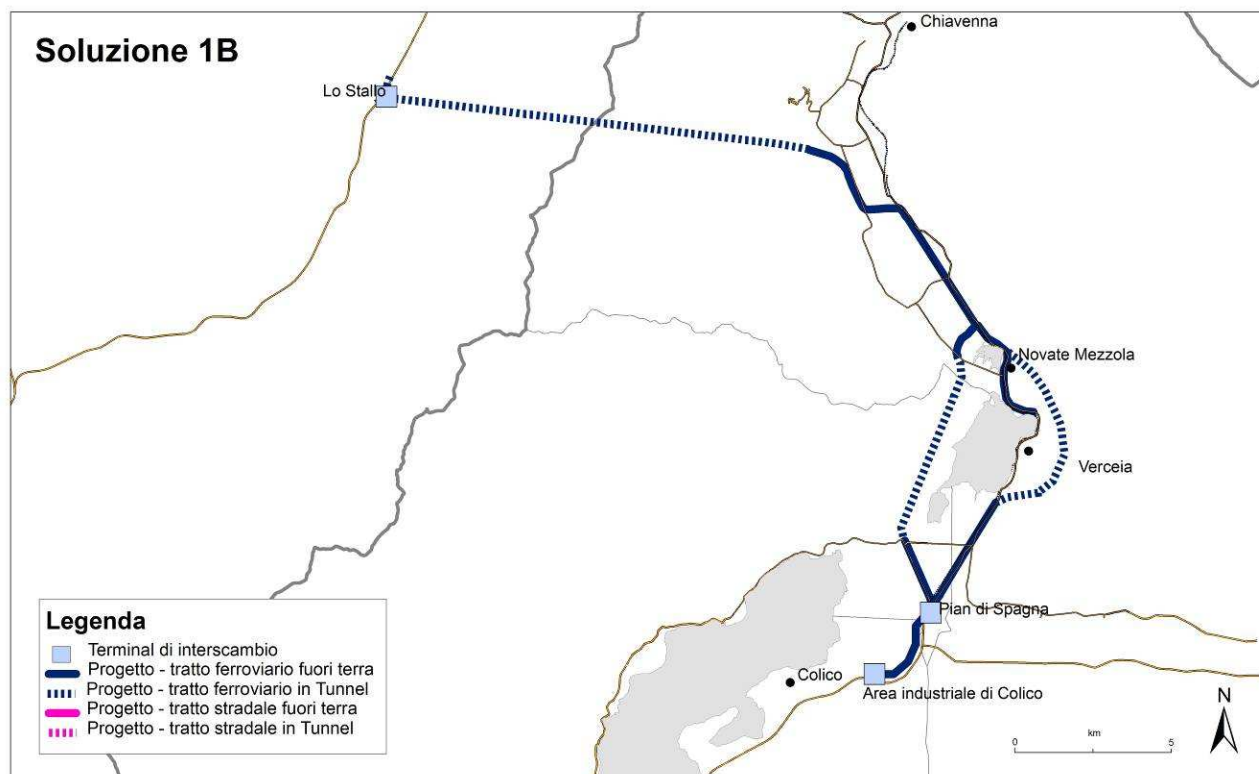 Soluzione 1B
Chiavenna
Lo Stallo
Novate Mezzola
Verceia
Pian di Spagna
Colico
Area industriale di Colico
Legenda
Terminal di interscambio
Progetto - tratto ferroviario fuori terra
Progetto - tratto ferroviario in Tunnel
Progetto - tratto stradale fuori terra
Progetto - tratto stradale in Tunnel
N
km
0 5